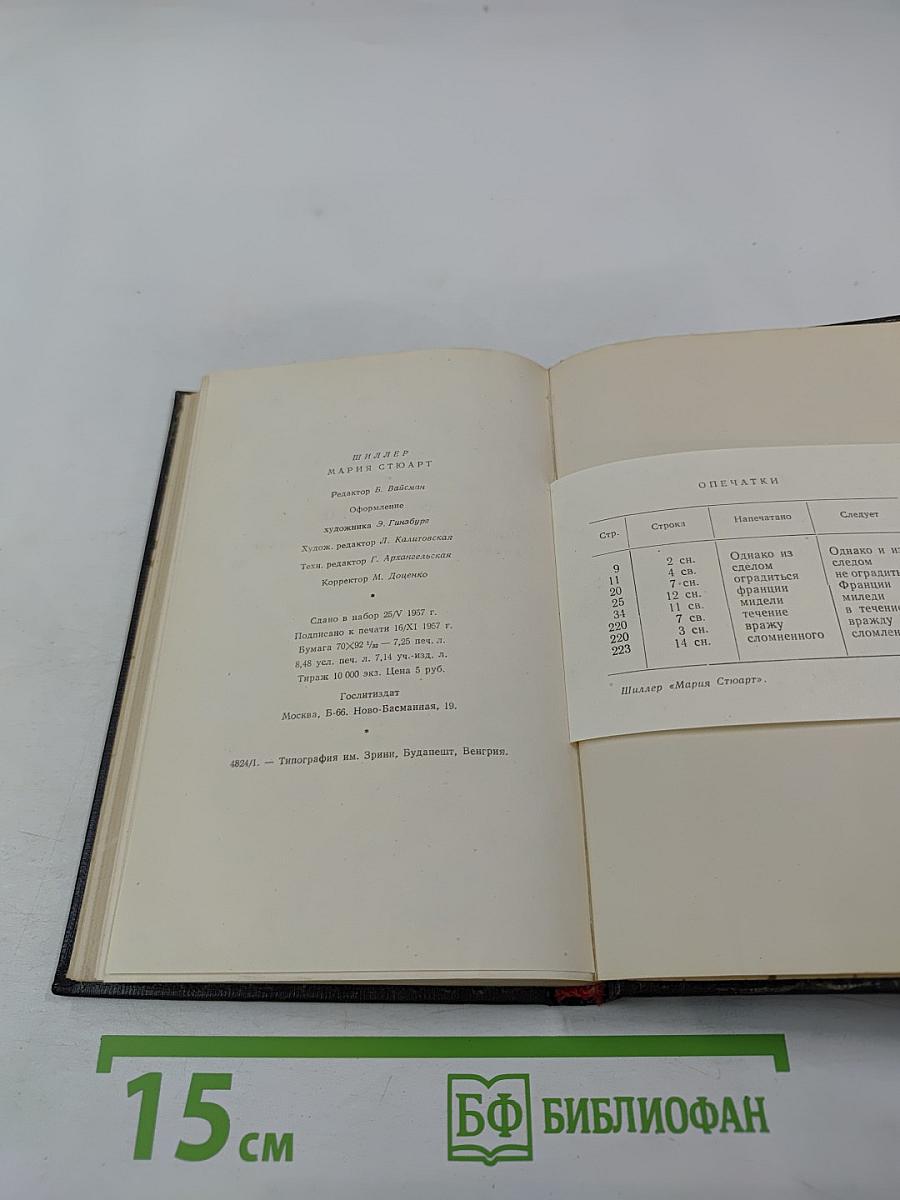 ШИЛЛЕР
МАРИЯ СТЮАРТ
Редактор Б. Вайсман
Оформление
художника Э. Гинзбург
Худож. редактор Л. Калитовская
Техн. редактор Г. Архангельская
Корректор М. Доценко
*
Сдано в набор 25/V 1957 г.
Подписано к печати 16/XI 1957 г.
Бумага 70×92 1/32 — 7,25 печ. л.
8,48 усл. печ. л. 7,14 уч.-изд. л.
Тираж 10 000 экз. Цена 5 руб.
Гослитиздат
Москва, Б-66. Ново-Басманная, 19.
*
4824/1. — Типография им. Зрини, Будапешт, Венгрия.
ОПЕЧАТКИ
Стр. Строка Напечатано Следует
9 2 сн. Однако из Однако и из
11 4 св. сделом следом
20 7 сн. оградиться не оградить
25 12 сн. франции Франции
34 11 св. мидели миледи
220 7 св. течение в течение
220 3 сн. вражу вражду
223 14 сн. сломненного сломлен
Шиллер «Мария Стюарт».
15 см
БФ БИБЛИОФАН